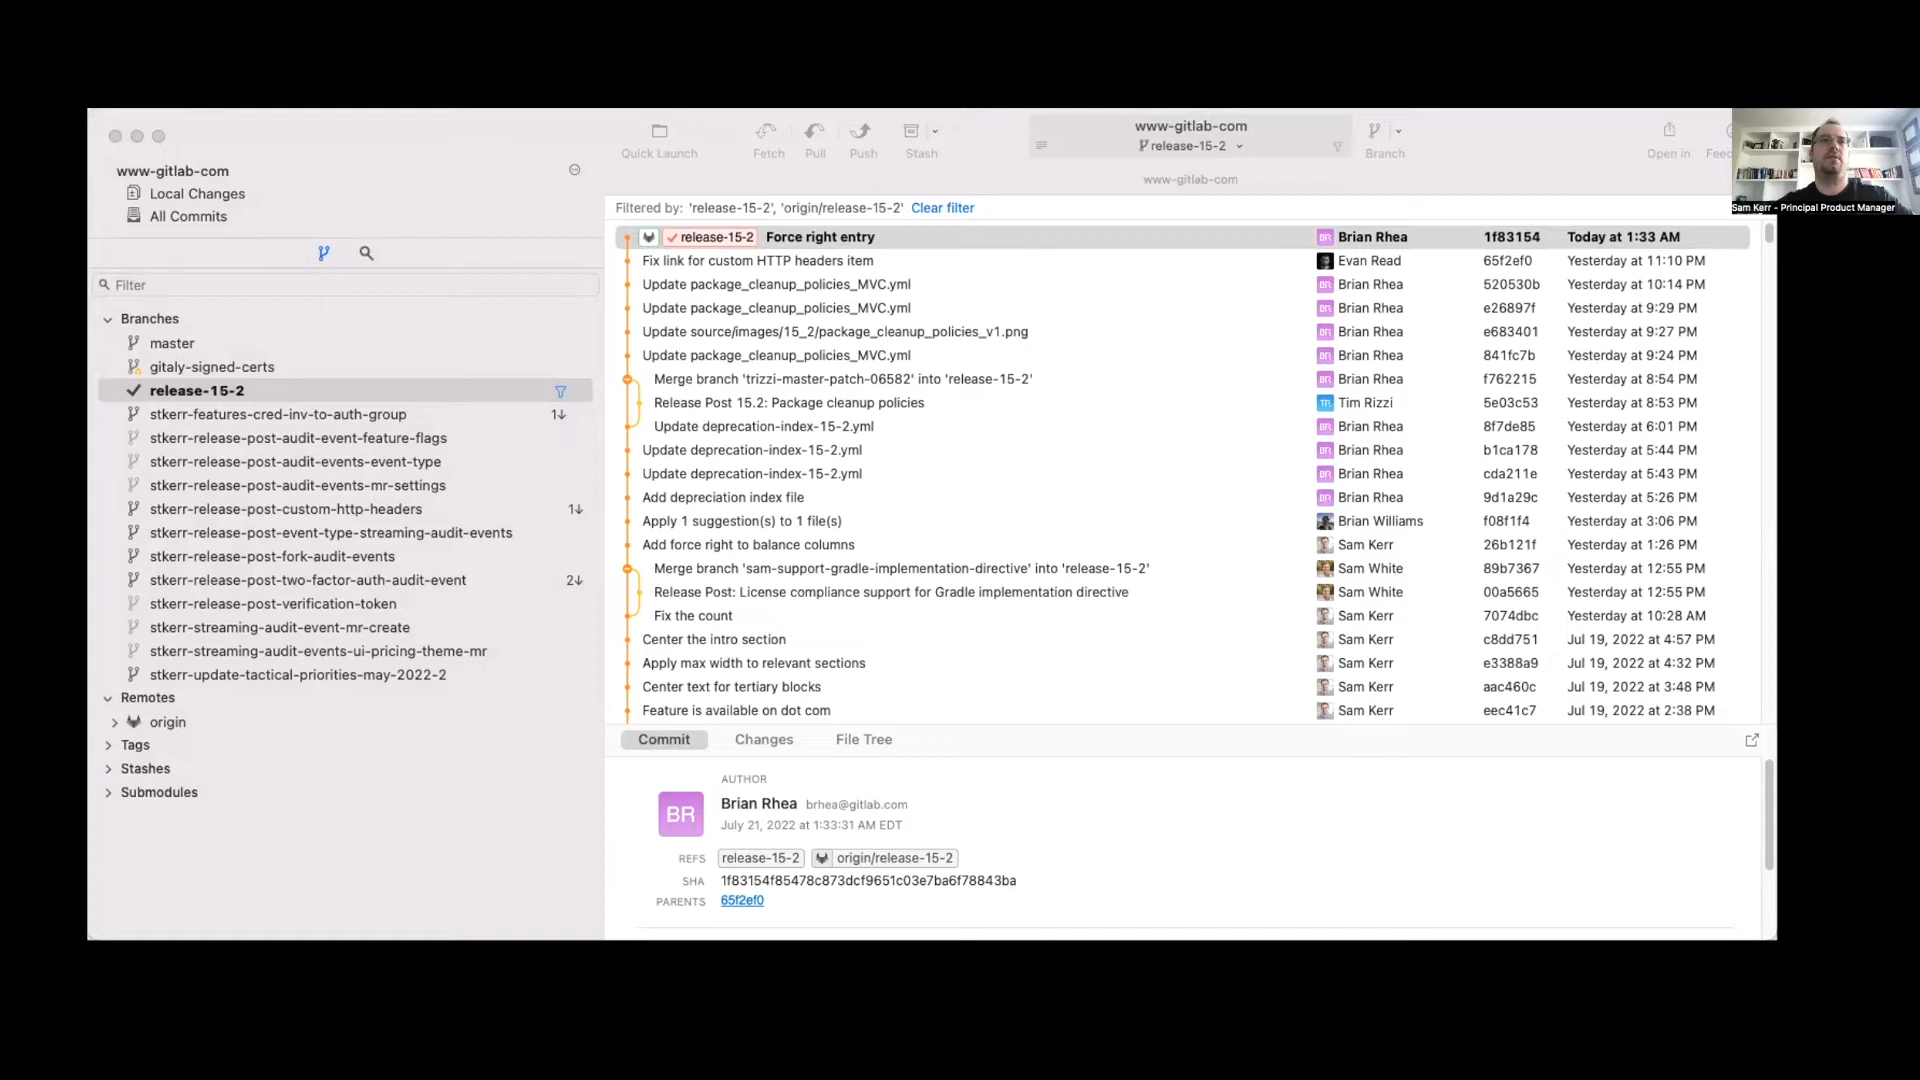 www-gitlab-com
Local Changes
All Commits
Filter
Branches
master
gitaly-signed-certs
release-15-2
stkerr-features-cred-inv-to-auth-group 1↓
stkerr-release-post-audit-event-feature-flags
stkerr-release-post-audit-events-event-type
stkerr-release-post-audit-events-mr-settings
stkerr-release-post-custom-http-headers 1↓
stkerr-release-post-event-type-streaming-audit-events
stkerr-release-post-fork-audit-events
stkerr-release-post-two-factor-auth-audit-event 2↓
stkerr-release-post-verification-token
stkerr-streaming-audit-event-mr-create
stkerr-streaming-audit-events-ui-pricing-theme-mr
stkerr-update-tactical-priorities-may-2022-2
Remotes
origin
Tags
Stashes
Submodules
Quick Launch
Fetch
Pull
Push
Stash
www-gitlab-com
release-15-2
Branch
Open in
www-gitlab-com
Sam Kerr - Principal Product Manager
Filtered by: 'release-15-2', 'origin/release-15-2' Clear filter
release-15-2 Force right entry BR Brian Rhea 1f83154 Today at 1:33 AM
Fix link for custom HTTP headers item Evan Read 65f2ef0 Yesterday at 11:10 PM
Update package_cleanup_policies_MVC.yml BR Brian Rhea 520530b Yesterday at 10:14 PM
Update package_cleanup_policies_MVC.yml BR Brian Rhea e26897f Yesterday at 9:29 PM
Update source/images/15_2/package_cleanup_policies_v1.png BR Brian Rhea e683401 Yesterday at 9:27 PM
Update package_cleanup_policies_MVC.yml BR Brian Rhea 841fc7b Yesterday at 9:24 PM
Merge branch 'trizzi-master-patch-06582' into 'release-15-2' BR Brian Rhea f762215 Yesterday at 8:54 PM
Release Post 15.2: Package cleanup policies TP Tim Rizzi 5e03c53 Yesterday at 8:53 PM
Update deprecation-index-15-2.yml BR Brian Rhea 8f7de85 Yesterday at 6:01 PM
Update deprecation-index-15-2.yml BR Brian Rhea b1ca178 Yesterday at 5:44 PM
Update deprecation-index-15-2.yml BR Brian Rhea cda211e Yesterday at 5:43 PM
Add depreciation index file BR Brian Rhea 9d1a29c Yesterday at 5:26 PM
Apply 1 suggestion(s) to 1 file(s) Brian Williams f08f1f4 Yesterday at 3:06 PM
Add force right to balance columns Sam Kerr 26b121f Yesterday at 1:26 PM
Merge branch 'sam-support-gradle-implementation-directive' into 'release-15-2' Sam White 89b7367 Yesterday at 12:55 PM
Release Post: License compliance support for Gradle implementation directive Sam White 00a5665 Yesterday at 12:55 PM
Fix the count Sam Kerr 7074dbc Yesterday at 10:28 AM
Center the intro section Sam Kerr c8dd751 Jul 19, 2022 at 4:57 PM
Apply max width to relevant sections Sam Kerr e3388a9 Jul 19, 2022 at 4:32 PM
Center text for tertiary blocks Sam Kerr aac460c Jul 19, 2022 at 3:48 PM
Feature is available on dot com Sam Kerr eec41c7 Jul 19, 2022 at 2:38 PM
Commit Changes File Tree
AUTHOR
BR
Brian Rhea brhea@gitlab.com
July 21, 2022 at 1:33:31 AM EDT
REFS release-15-2 origin/release-15-2
SHA 1f83154f85478c873dcf9651c03e7ba6f78843ba
PARENTS 65f2ef0